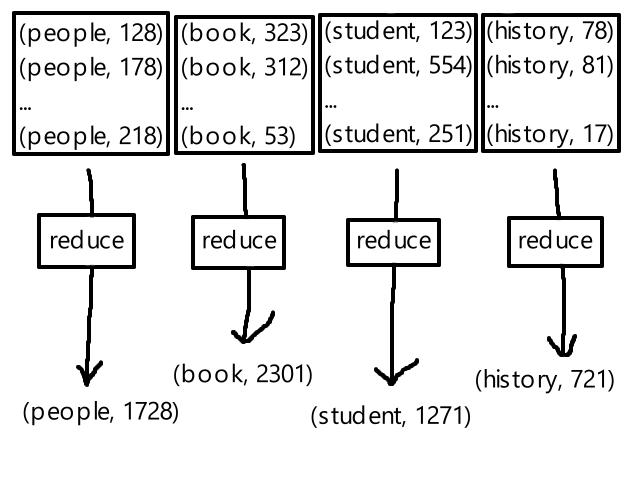 (people, 128)
(people, 178)
...
(people, 218)
(book, 323)
(book, 312)
...
(book, 53)
(student, 123)
(student, 554)
...
(student, 251)
(history, 78)
(history, 81)
...
(history, 17)
reduce
reduce
reduce
reduce
(people, 1728)
(book, 2301)
(student, 1271)
(history, 721)